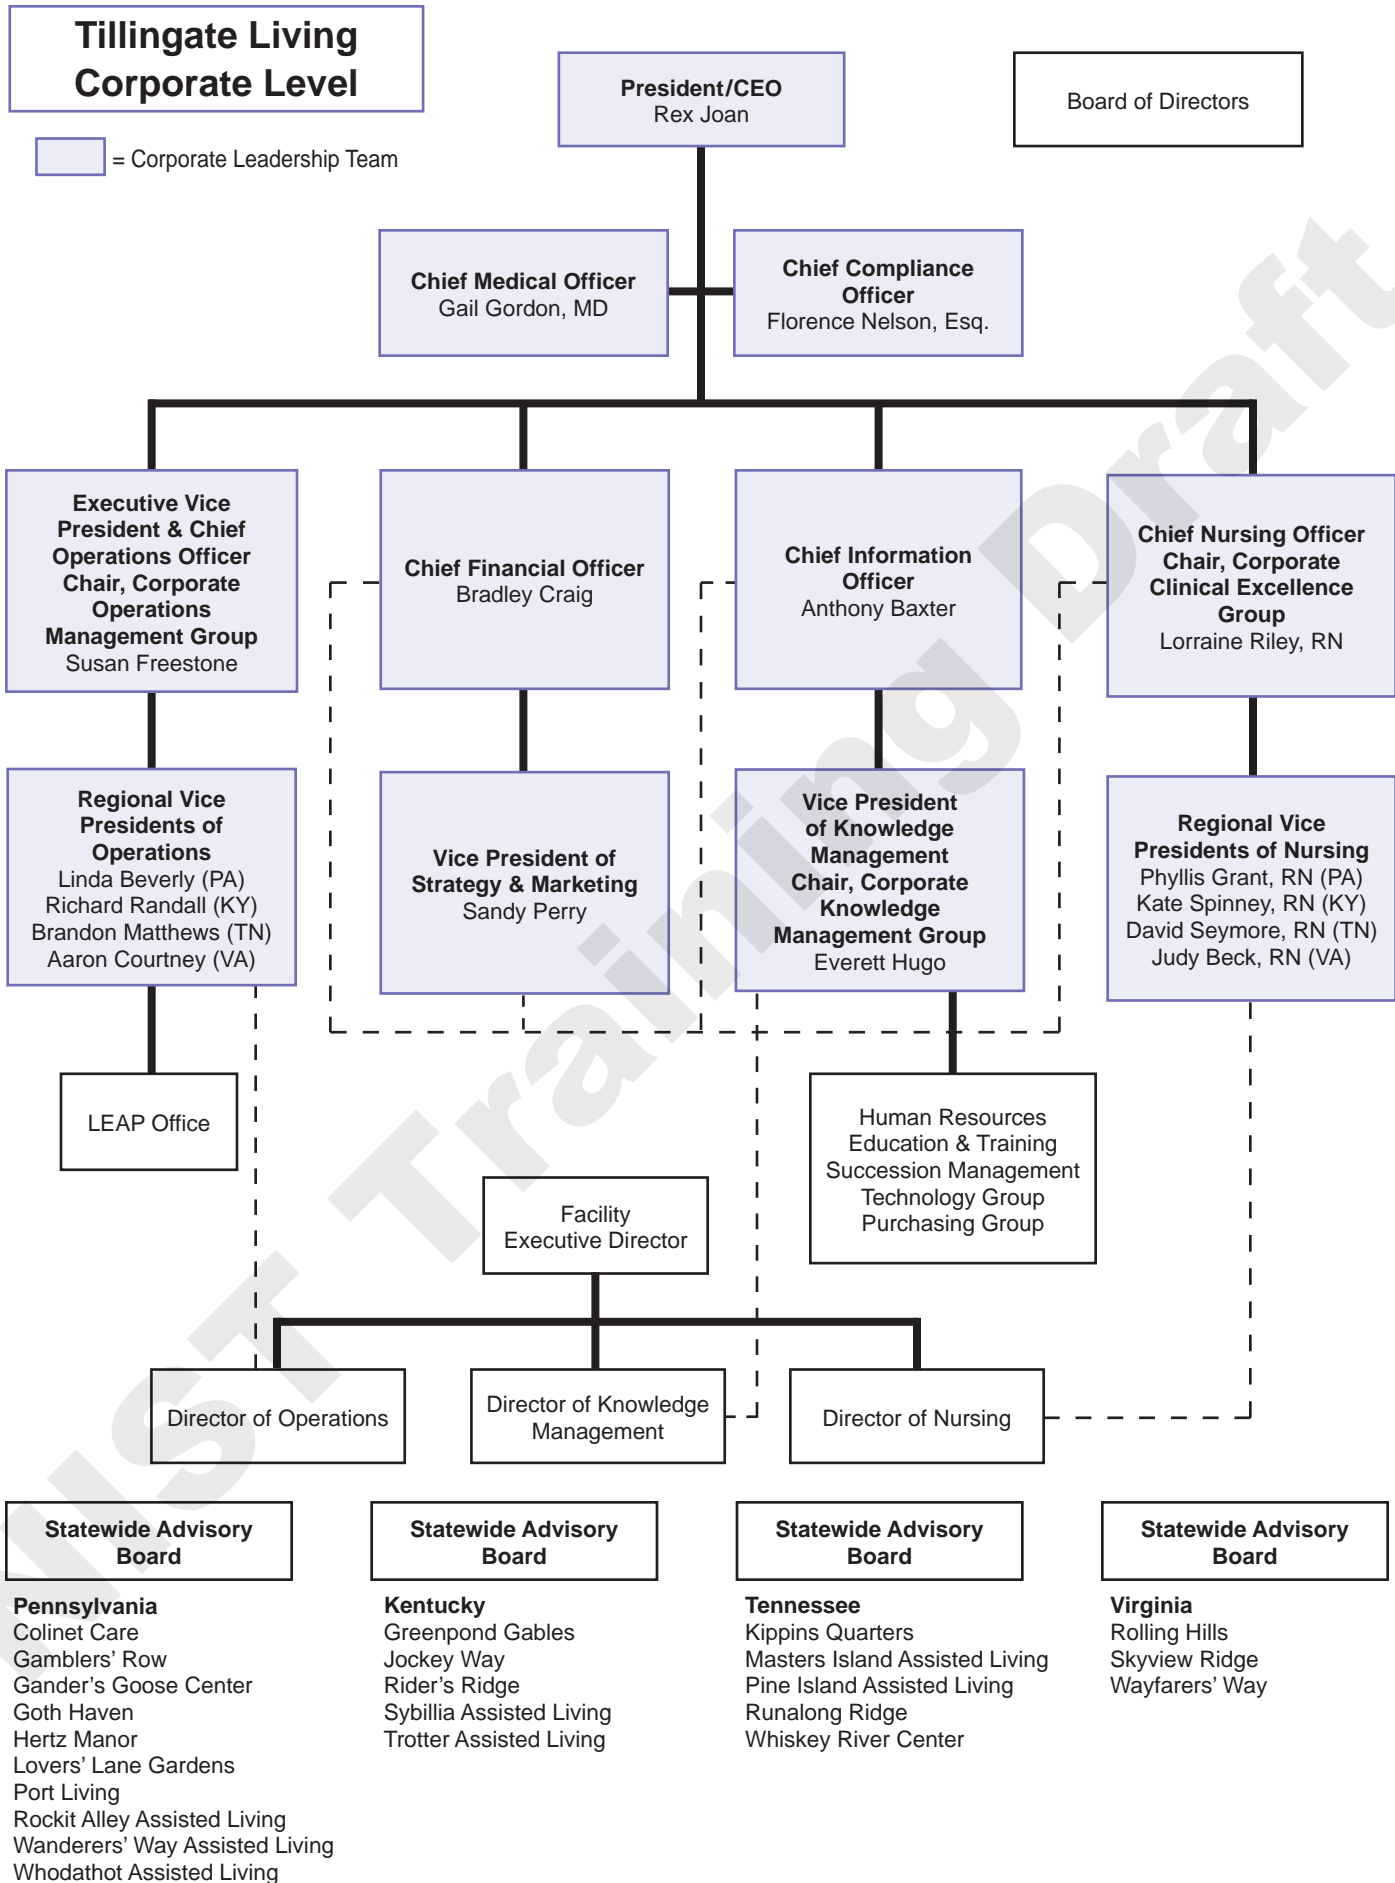 Tillingate Living
Corporate Level
= Corporate Leadership Team
President/CEO
Rex Joan
Board of Directors
Chief Medical Officer
Gail Gordon, MD
Chief Compliance
Officer
Florence Nelson, Esq.
Executive Vice
President & Chief
Operations Officer
Chair, Corporate
Operations
Management Group
Susan Freestone
Chief Financial Officer
Bradley Craig
Chief Information
Officer
Anthony Baxter
Chief Nursing Officer
Chair, Corporate
Clinical Excellence
Group
Lorraine Riley, RN
Regional Vice
Presidents of
Operations
Linda Beverly (PA)
Richard Randall (KY)
Brandon Matthews (TN)
Aaron Courtney (VA)
Vice President of
Strategy & Marketing
Sandy Perry
Vice President
of Knowledge
Management
Chair, Corporate
Knowledge
Management Group
Everett Hugo
Regional Vice
Presidents of Nursing
Phyllis Grant, RN (PA)
Kate Spinney, RN (KY)
David Seymore, RN (TN)
Judy Beck, RN (VA)
LEAP Office
Human Resources
Education & Training
Succession Management
Technology Group
Purchasing Group
Facility
Executive Director
Director of Operations
Director of Knowledge
Management
Director of Nursing
Statewide Advisory
Board
Pennsylvania
Colinet Care
Gamblers’ Row
Gander’s Goose Center
Goth Haven
Hertz Manor
Lovers’ Lane Gardens
Port Living
Rockit Alley Assisted Living
Wanderers’ Way Assisted Living
Whodathot Assisted Living
Statewide Advisory
Board
Kentucky
Greenpond Gables
Jockey Way
Rider’s Ridge
Sybillia Assisted Living
Trotter Assisted Living
Statewide Advisory
Board
Tennessee
Kippins Quarters
Masters Island Assisted Living
Pine Island Assisted Living
Runalong Ridge
Whiskey River Center
Statewide Advisory
Board
Virginia
Rolling Hills
Skyview Ridge
Wayfarers’ Way
NIST Training Draft